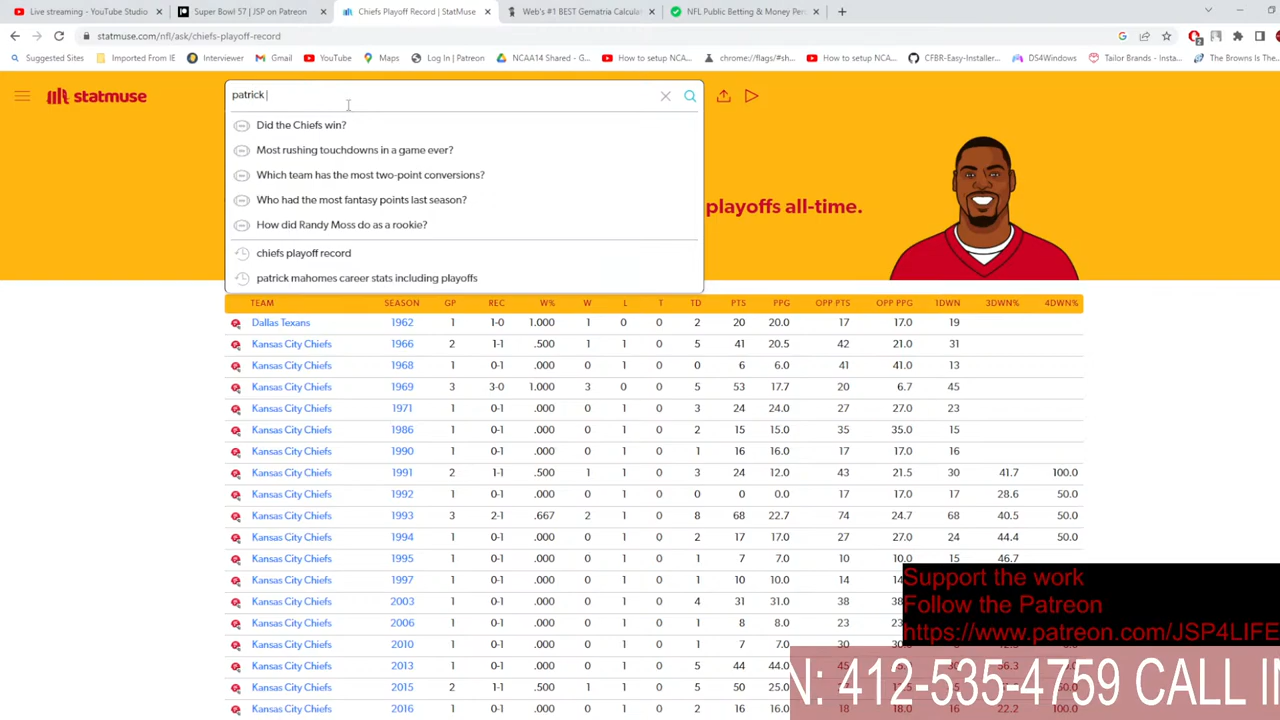 Live streaming - YouTube Studio
Super Bowl 57 | JSP on Patreon
Chiefs Playoff Record | StatMuse
Web's #1 BEST Gematria Calcula
NFL Public Betting & Money Per
statmuse.com/nfl/ask/chiefs-playoff-record
Suggested Sites
Imported From IE
Interviewer
Gmail
YouTube
Maps
Log In | Patreon
NCAA14 Shared - G...
How to setup NCA...
chrome://flags/#sh...
How to setup NCA...
CFBR-Easy-Installer...
DS4Windows
Tailor Brands - Insta...
The Browns Is The...
statmuse
patrick
Did the Chiefs win?
Most rushing touchdowns in a game ever?
Which team has the most two-point conversions?
Who had the most fantasy points last season?
How did Randy Moss do as a rookie?
chiefs playoff record
patrick mahomes career stats including playoffs
playoffs all-time.
TEAM SEASON GP REC W% W L T TD PTS PPG OPP PTS OPP PPG 1DWN 3DWN% 4DWN%
Dallas Texans 1962 1 1-0 1.000 1 0 0 2 20 20.0 17 17.0 19
Kansas City Chiefs 1966 2 1-1 .500 1 1 0 5 41 20.5 42 21.0 31
Kansas City Chiefs 1968 1 0-1 .000 0 1 0 0 6 6.0 41 41.0 13
Kansas City Chiefs 1969 3 3-0 1.000 3 0 0 5 53 17.7 20 6.7 45
Kansas City Chiefs 1971 1 0-1 .000 0 1 0 3 24 24.0 27 27.0 23
Kansas City Chiefs 1986 1 0-1 .000 0 1 0 2 15 15.0 35 35.0 15
Kansas City Chiefs 1990 1 0-1 .000 0 1 0 1 16 16.0 17 17.0 16
Kansas City Chiefs 1991 2 1-1 .500 1 1 0 3 24 12.0 43 21.5 30 41.7 100.0
Kansas City Chiefs 1992 1 0-1 .000 0 1 0 0 0 0.0 17 17.0 8 28.6 50.0
Kansas City Chiefs 1993 3 2-1 .667 2 1 0 8 68 22.7 74 24.7 68 40.5 50.0
Kansas City Chiefs 1994 1 0-1 .000 0 1 0 2 17 17.0 27 27.0 24 44.4 50.0
Kansas City Chiefs 1995 1 0-1 .000 0 1 0 1 7 7.0 10 10.0 15 46.7
Kansas City Chiefs 1997 1 0-1 .000 0 1 0 1 10 10.0 14
Kansas City Chiefs 2003 1 0-1 .000 0 1 0 4 31 31.0 38
Kansas City Chiefs 2006 1 0-1 .000 0 1 0 1 8 8.0 23
Kansas City Chiefs 2010 1 0-1 .000 0 1 0 1 7 7.0 30
Kansas City Chiefs 2013 1 0-1 .000 0 1 0 5 44 44.0 45 56.3
Kansas City Chiefs 2015 2 1-1 .500 1 1 0 5 50 25.0
Kansas City Chiefs 2016 1 0-1 .000 0 1 0 2 16 16.0 18 18.0 16 22.2 100.0
Support the work
Follow the Patreon
https://www.patreon.com/JSP4LIFE
N: 412-535-4759 CALL IN